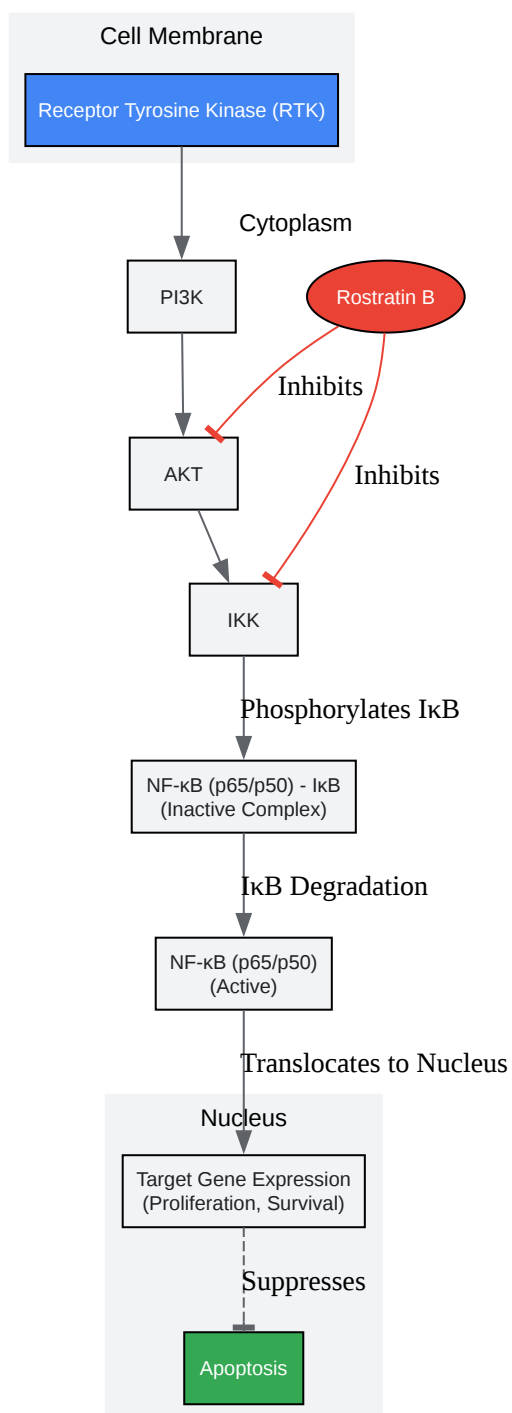 Cell Membrane
Receptor Tyrosine Kinase (RTK)
Cytoplasm
PI3K
Rostratin B
Inhibits
AKT
Inhibits
IKK
Phosphorylates IκB
NF-κB (p65/p50) - IκB
(Inactive Complex)
IκB Degradation
NF-κB (p65/p50)
(Active)
Translocates to Nucleus
Nucleus
Target Gene Expression
(Proliferation, Survival)
Suppresses
Apoptosis